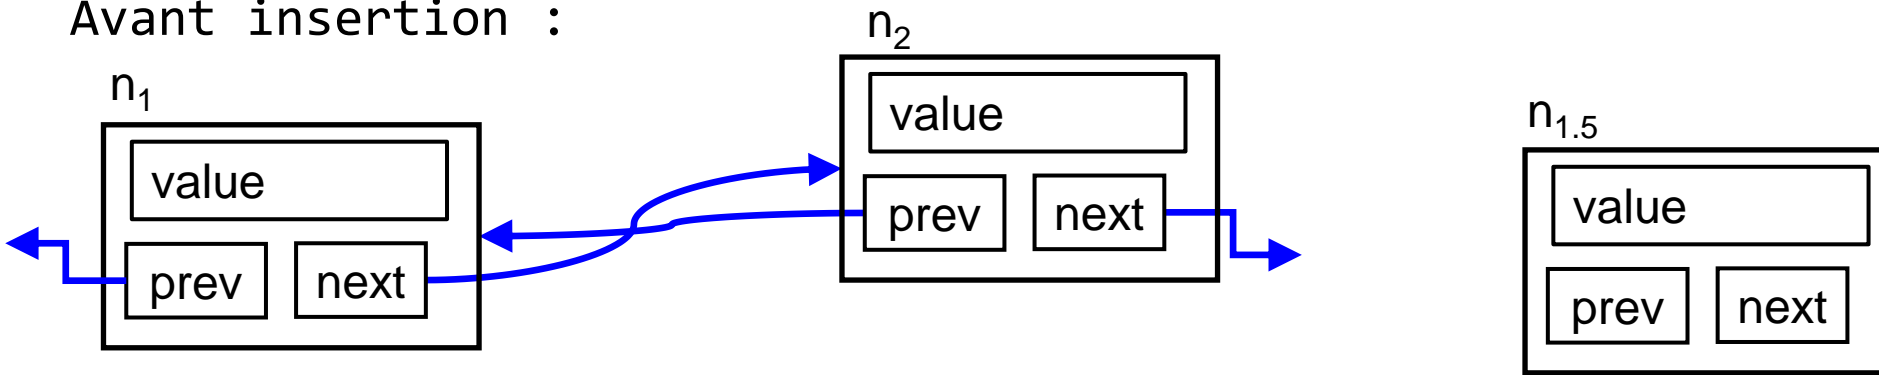 Avant insertion :
n₁
value
prev next
n₂
value
prev next
n₁.₅
value
prev next